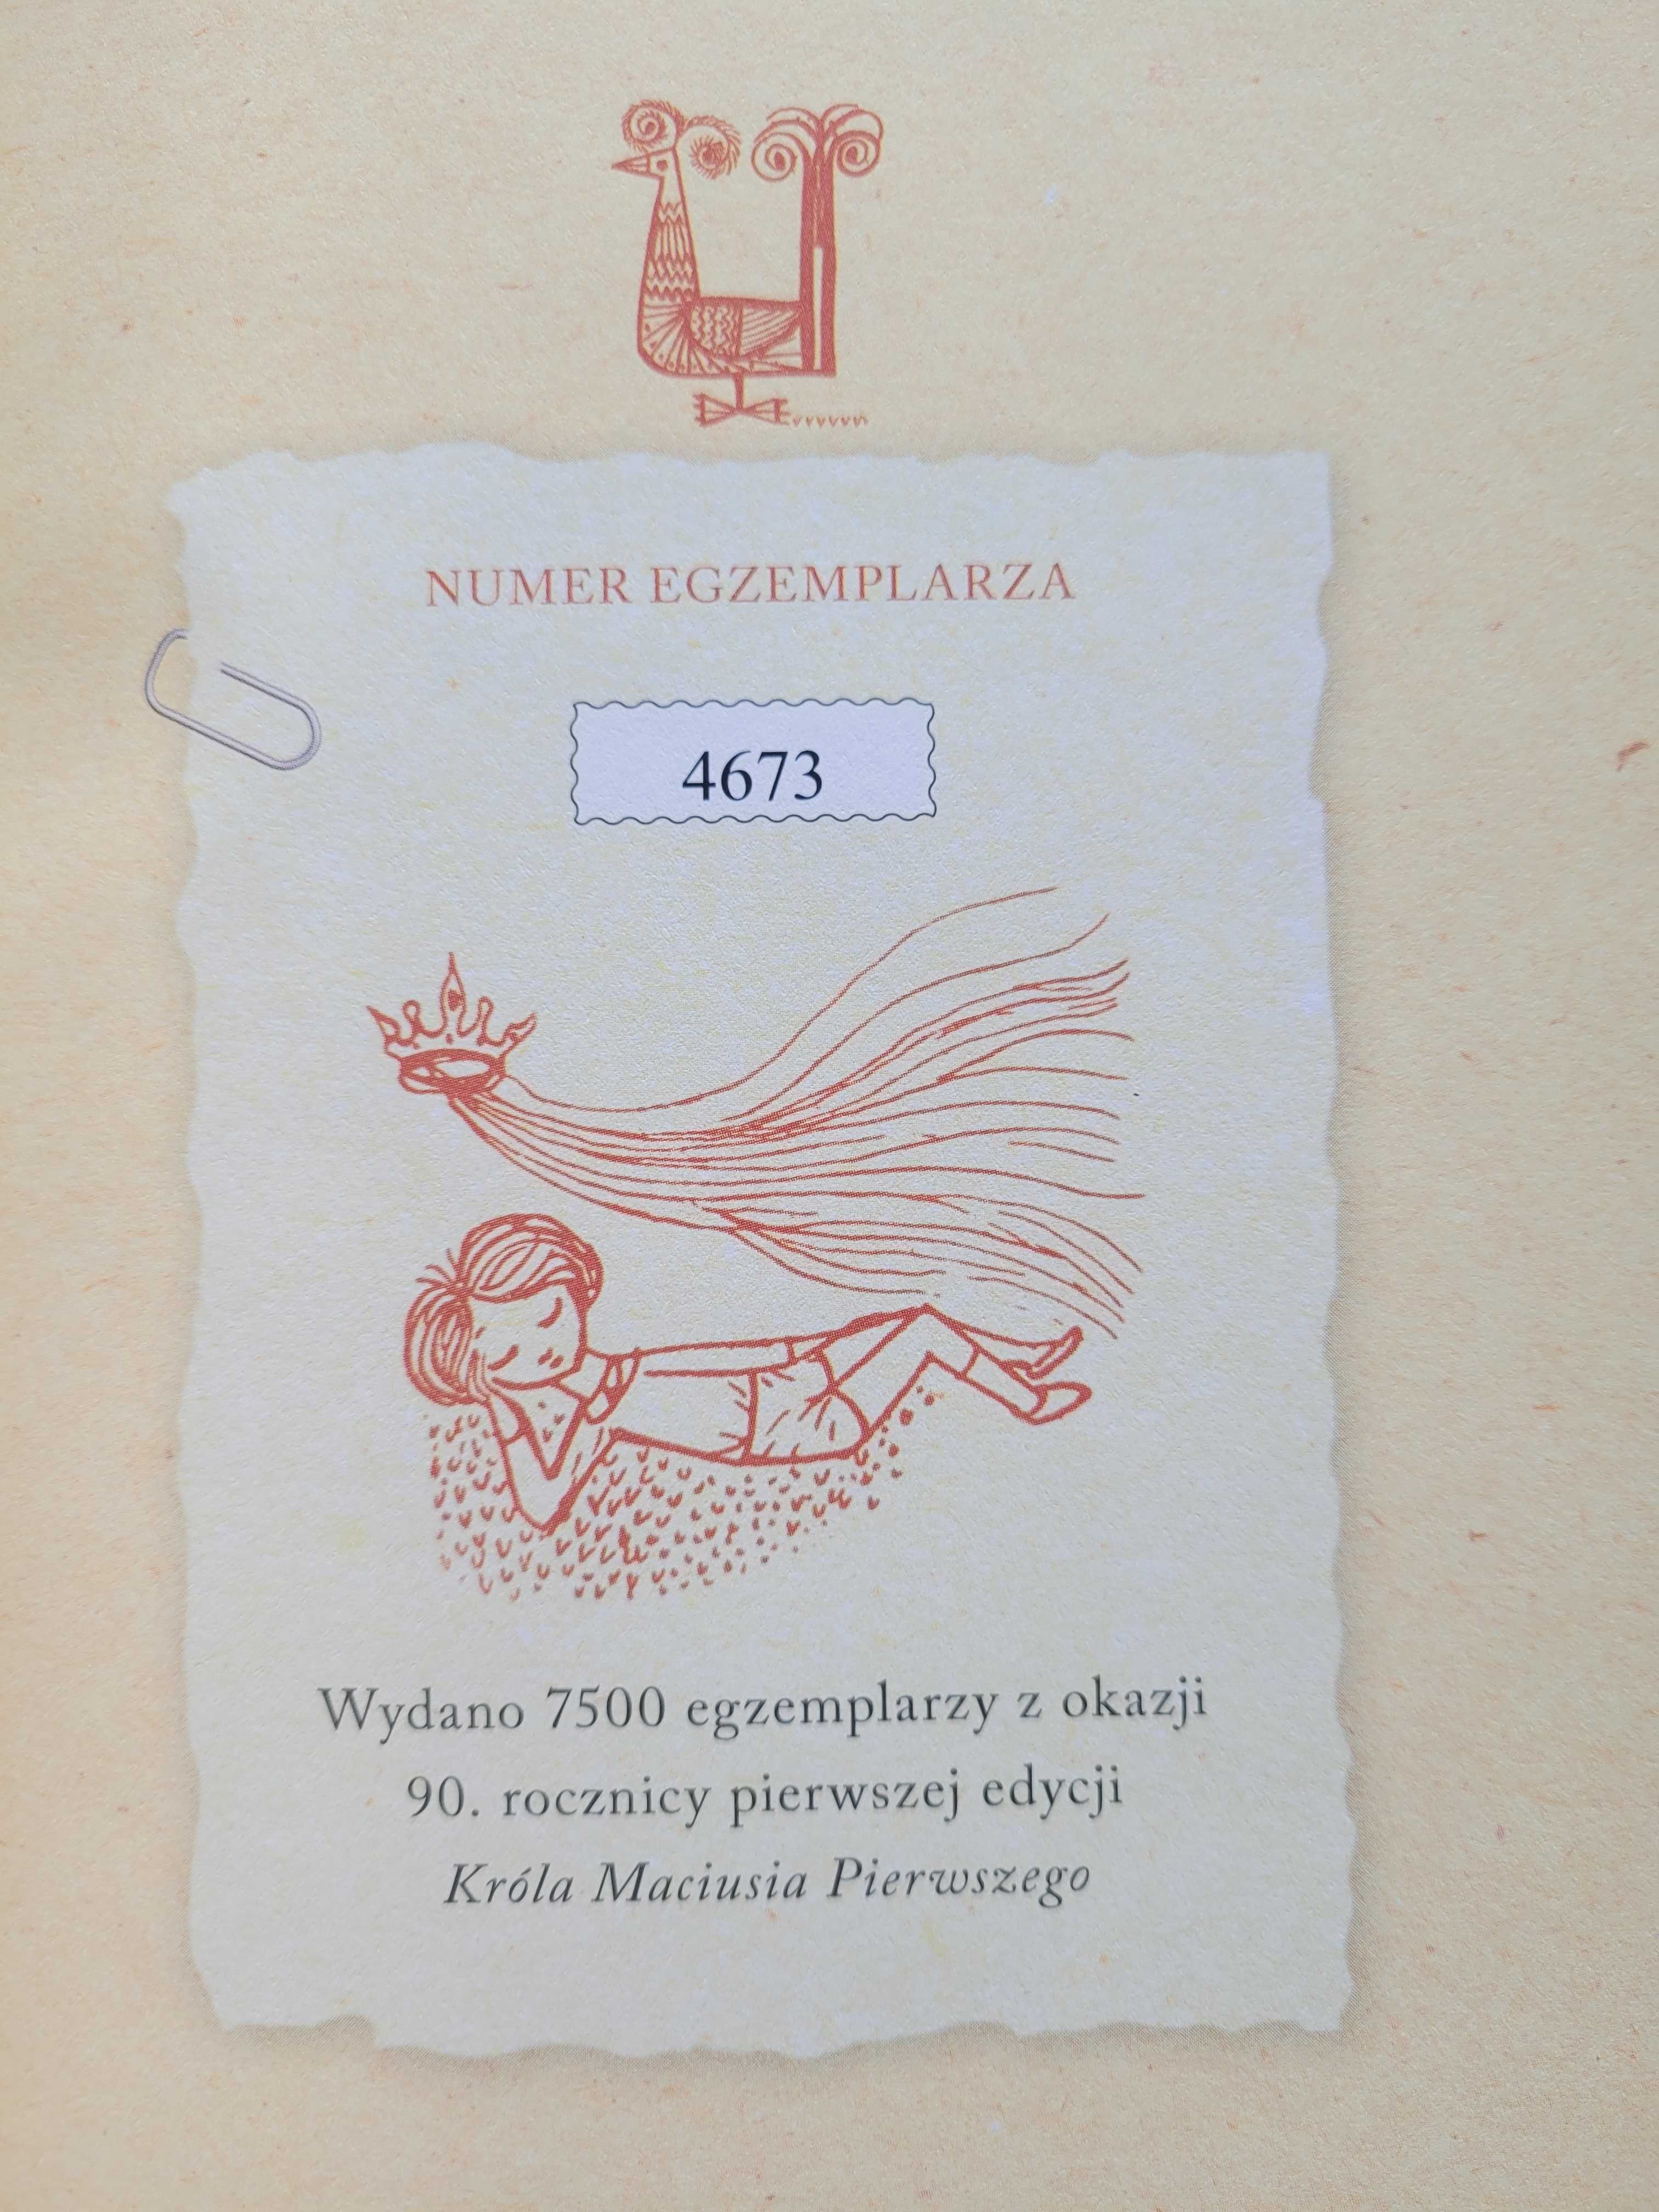 NUMER EGZEMPLARZA
4673
Wydano 7500 egzemplarzy z okazji
90. rocznicy pierwszej edycji
Króla Maciusia Pierwszego